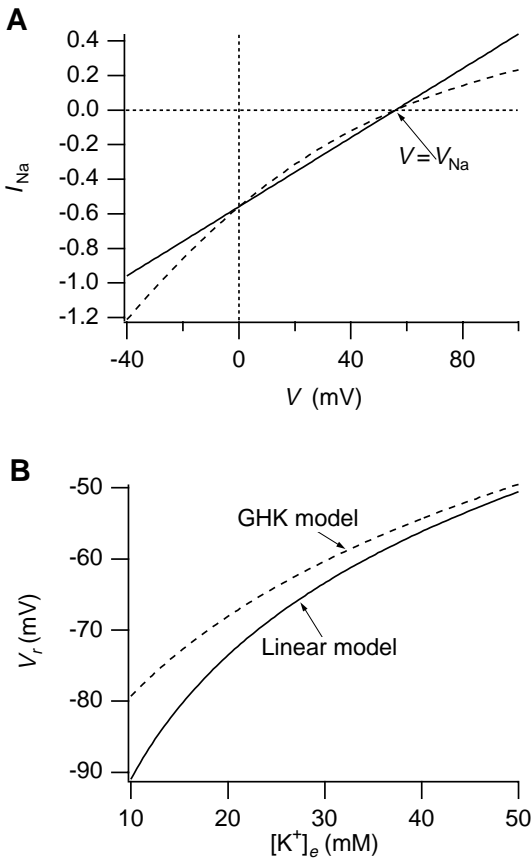 A
0.4
0.2
0.0
-0.2
-0.4
-0.6
-0.8
-1.0
-1.2
I_Na
V = V_Na
-40 0 40 80
V (mV)
B
-50
-60
-70
-80
-90
V_r (mV)
GHK model
Linear model
10 20 30 40 50
[K⁺]_e (mM)